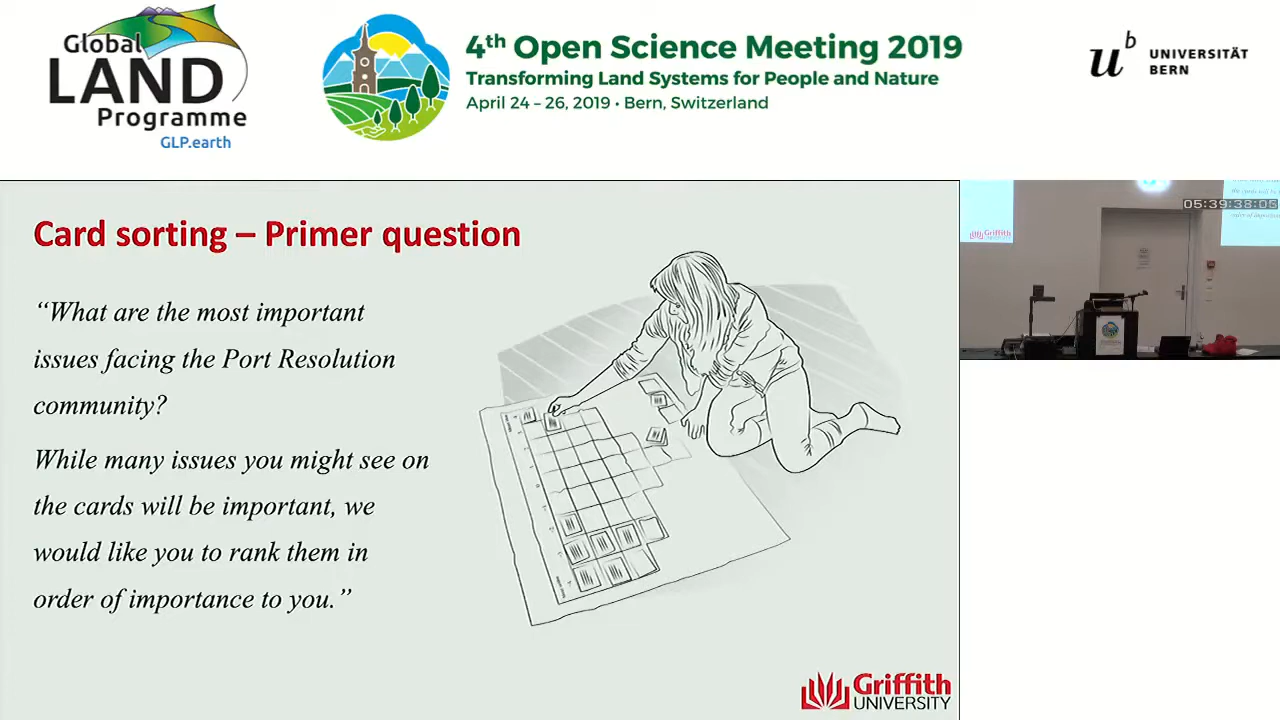 Global
LAND
Programme
GLP.earth
4th Open Science Meeting 2019
Transforming Land Systems for People and Nature
April 24 – 26, 2019 • Bern, Switzerland
u b
UNIVERSITÄT
BERN
Card sorting – Primer question
“What are the most important
issues facing the Port Resolution
community?
While many issues you might see on
the cards will be important, we
would like you to rank them in
order of importance to you.”
Griffith
UNIVERSITY
05:39:38:05
Griffith